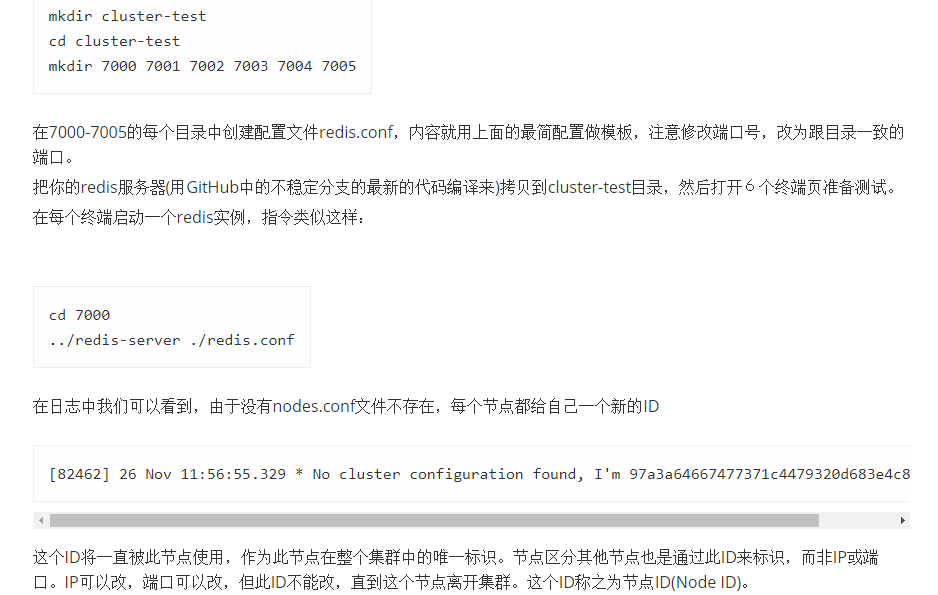 mkdir cluster-test
cd cluster-test
mkdir 7000 7001 7002 7003 7004 7005
在7000-7005的每个目录中创建配置文件redis.conf，内容就用上面的最简配置做模板，注意修改端口号，改为跟目录一致的
端口。
把你的redis服务器(用GitHub中的不稳定分支的最新的代码编译来)拷贝到cluster-test目录，然后打开６个终端页准备测试。
在每个终端启动一个redis实例，指令类似这样：
cd 7000
../redis-server ./redis.conf
在日志中我们可以看到，由于没有nodes.conf文件不存在，每个节点都给自己一个新的ID
[82462] 26 Nov 11:56:55.329 * No cluster configuration found, I'm 97a3a64667477371c4479320d683e4c8
这个ID将一直被此节点使用，作为此节点在整个集群中的唯一标识。节点区分其他节点也是通过此ID来标识，而非IP或端
口。IP可以改，端口可以改，但此ID不能改，直到这个节点离开集群。这个ID称之为节点ID(Node ID)。